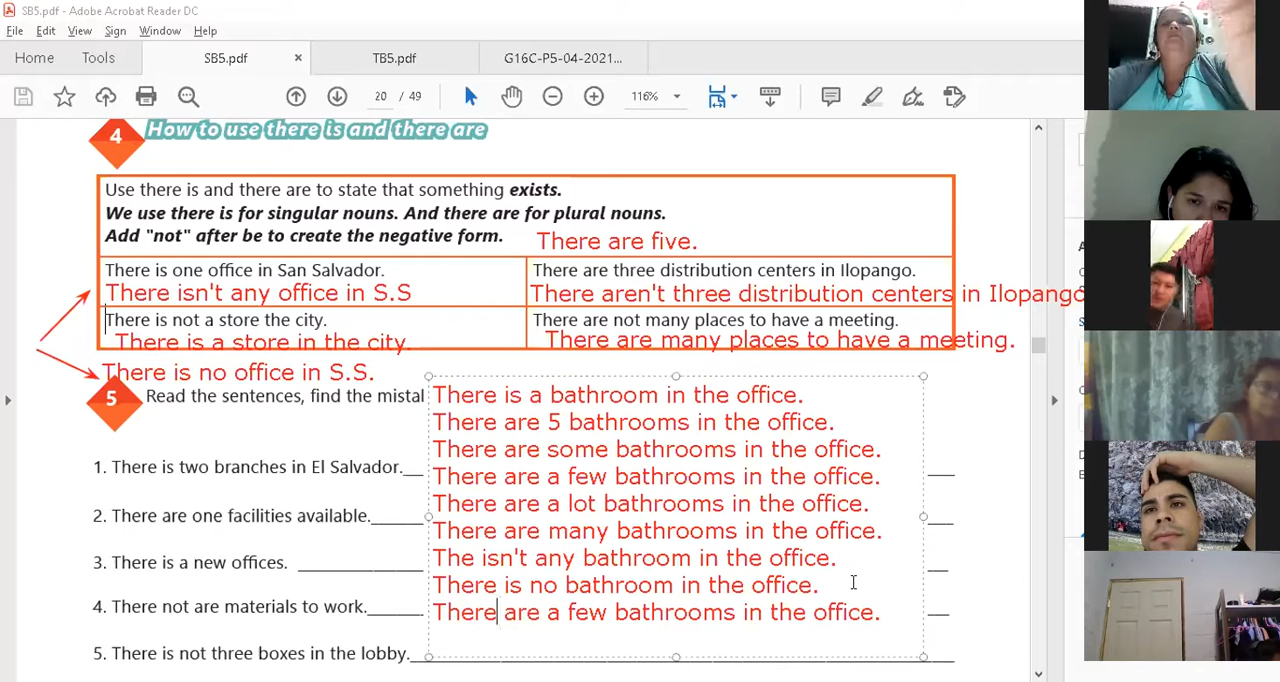 SB5.pdf - Adobe Acrobat Reader DC
File Edit View Sign Window Help
Home Tools SB5.pdf × TB5.pdf G16C-P5-04-2021...
20 / 49 116%
4 How to use there is and there are
Use there is and there are to state that something exists.
We use there is for singular nouns. And there are for plural nouns.
Add "not" after be to create the negative form.
There are five.
There is one office in San Salvador.
There are three distribution centers in Ilopango.
There isn't any office in S.S
There aren't three distribution centers in Ilopango
There is not a store the city.
There are not many places to have a meeting.
There is a store in the city.
There are many places to have a meeting.
There is no office in S.S.
5 Read the sentences, find the mistal
There is a bathroom in the office.
There are 5 bathrooms in the office.
There are some bathrooms in the office.
There are a few bathrooms in the office.
There are a lot bathrooms in the office.
There are many bathrooms in the office.
The isn't any bathroom in the office.
There is no bathroom in the office.
There are a few bathrooms in the office.
1. There is two branches in El Salvador.
2. There are one facilities available.
3. There is a new offices.
4. There not are materials to work.
5. There is not three boxes in the lobby.